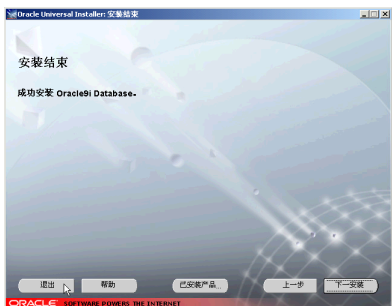 Oracle Universal Installer: 安装结束
安装结束
成功安装 Oracle9i Database。
退出
帮助
已安装产品...
上一步
下一安装
ORACLE SOFTWARE POWERS THE INTERNET